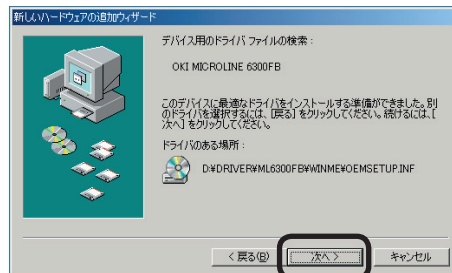 新しいハードウェアの追加ウィザード
デバイス用のドライバ ファイルの検索 :
OKI MICROLINE 6300FB
このデバイスに最適なドライバをインストールする準備ができました。別
のドライバを選択するには、[戻る] をクリックしてください。続けるには、[
次へ] をクリックしてください。
ドライバのある場所 :
D:¥DRIVER¥ML6300FB¥WINME¥OEMSETUP.INF
< 戻る(B)
次へ >
キャンセル